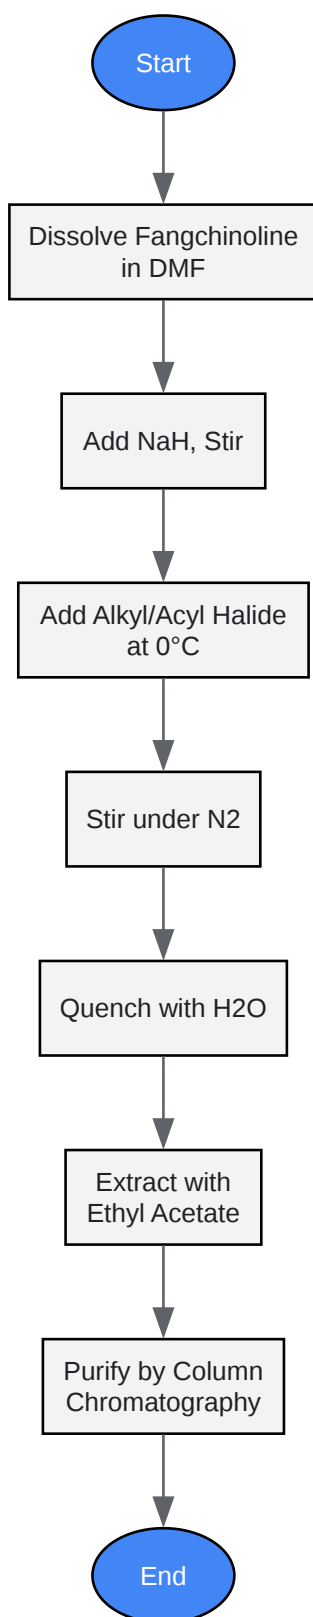 Start
Dissolve Fangchinoline
in DMF
Add NaH, Stir
Add Alkyl/Acyl Halide
at 0°C
Stir under N2
Quench with H2O
Extract with
Ethyl Acetate
Purify by Column
Chromatography
End